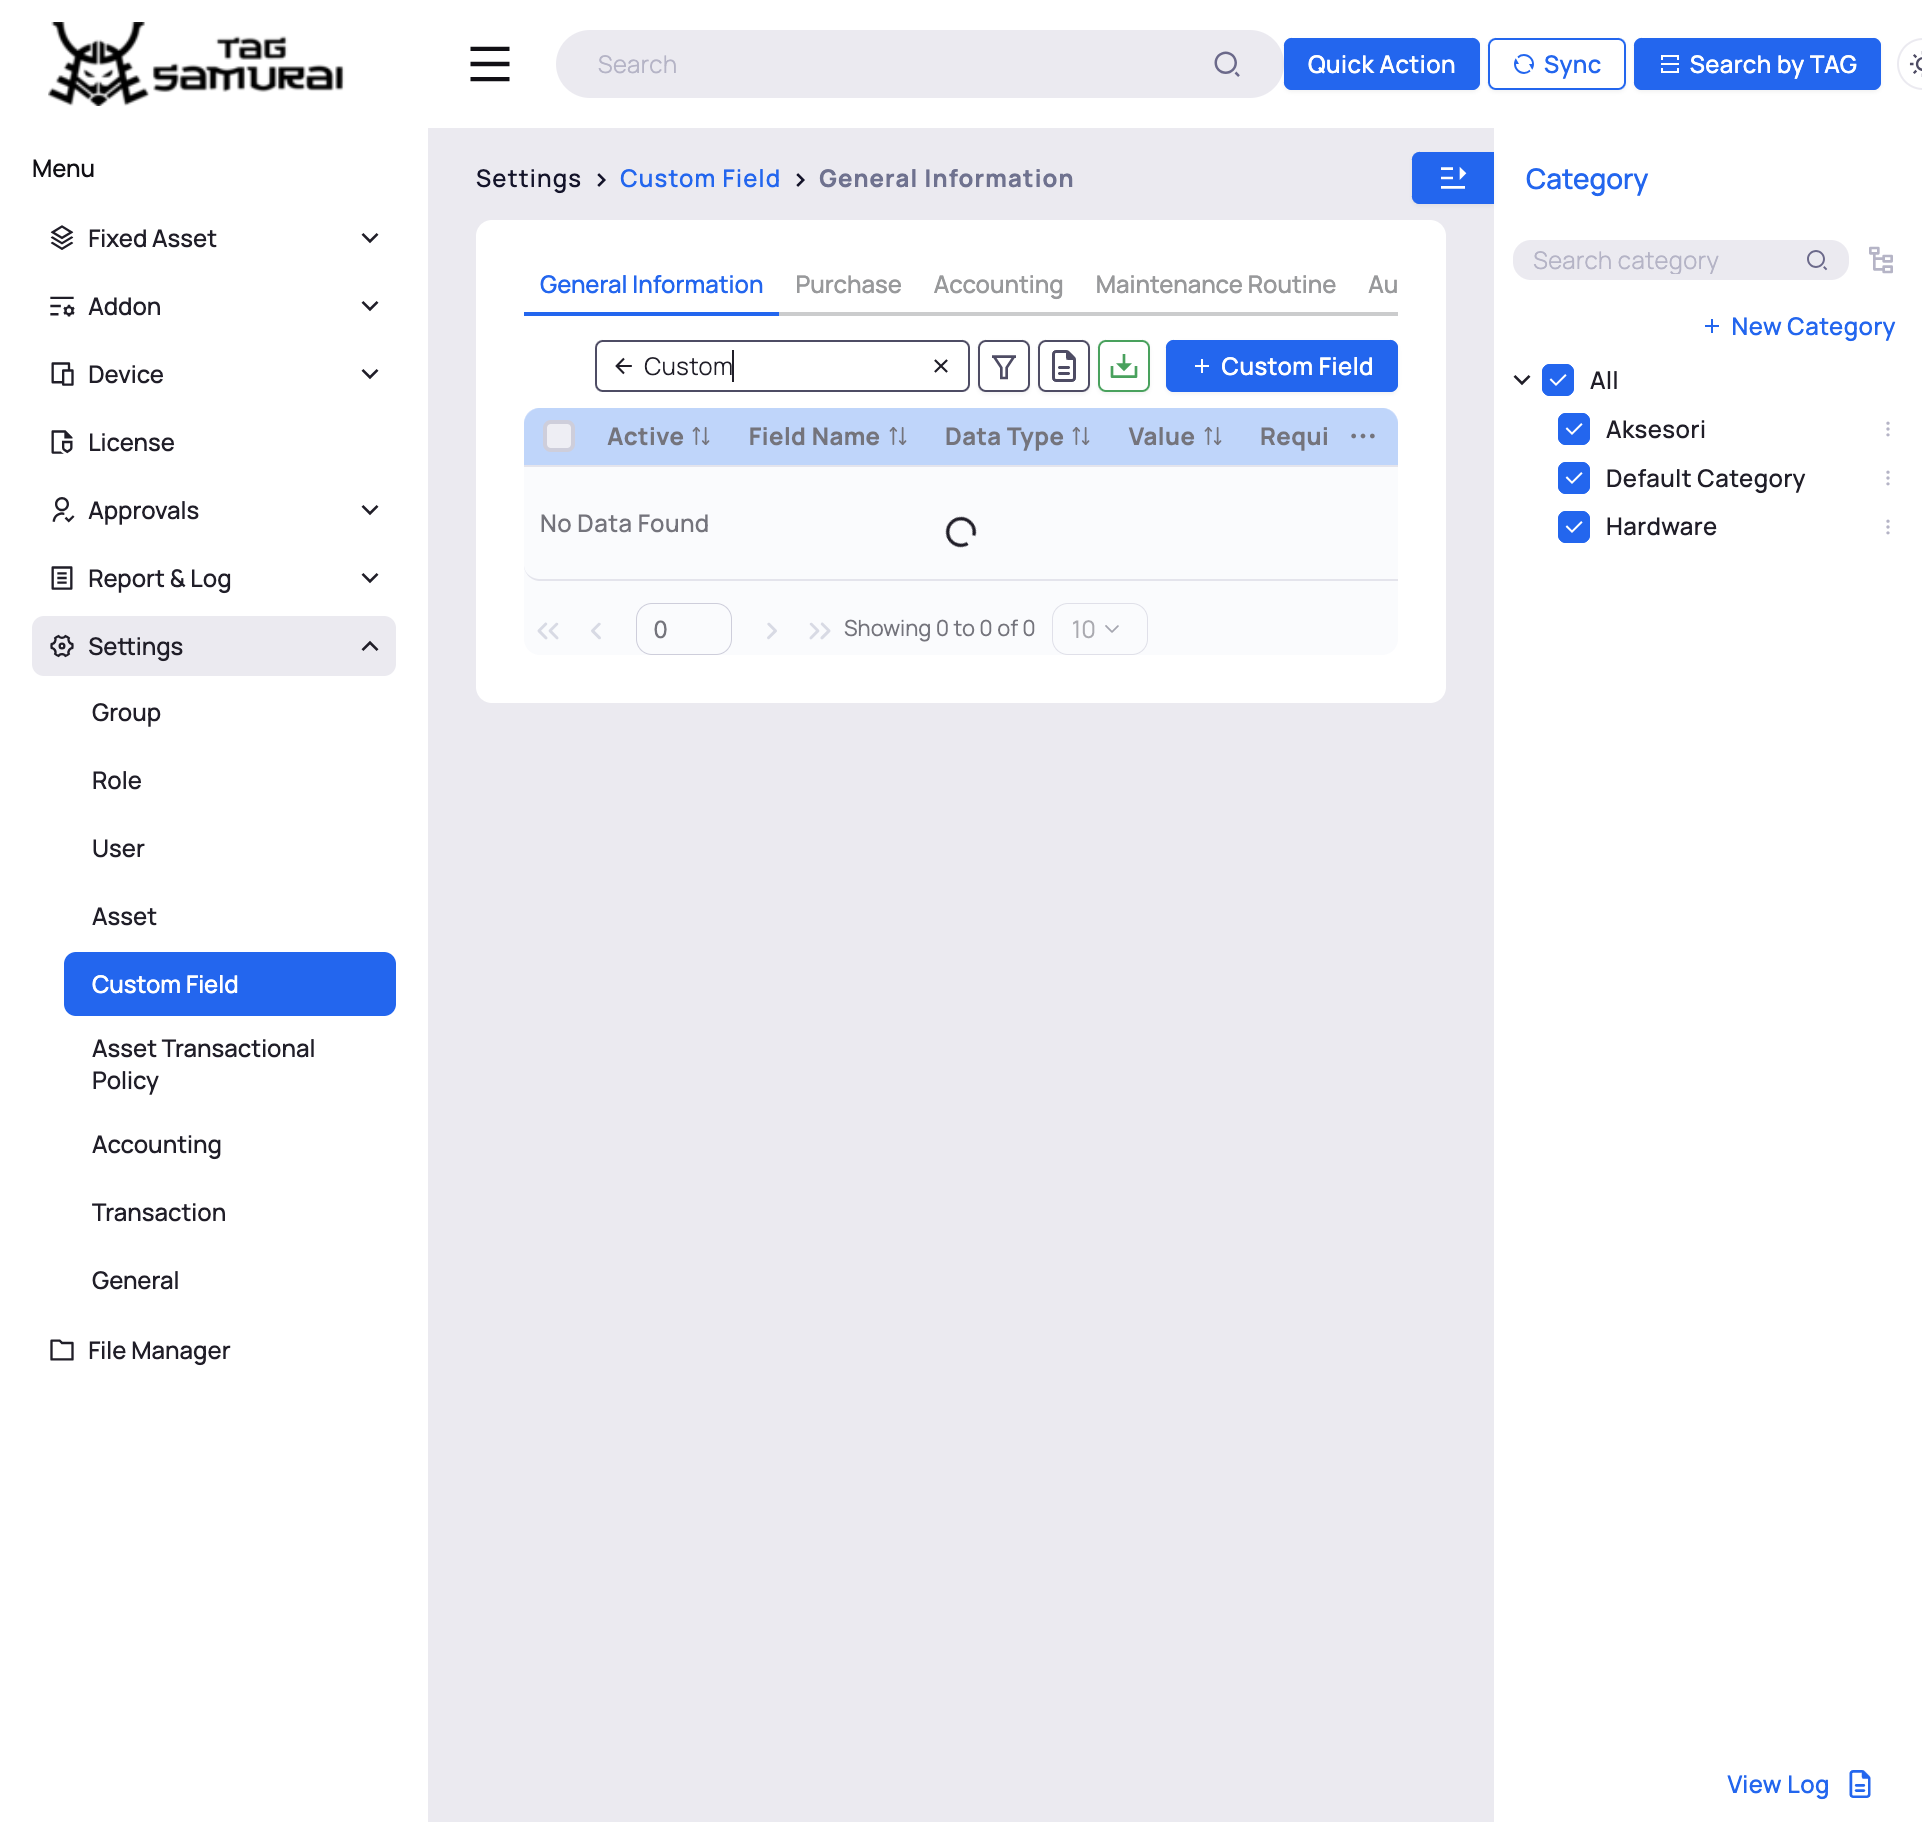 TAG
SAMURAI
Search
Quick Action
Sync
Search by TAG
Menu
Fixed Asset
Addon
Device
License
Approvals
Report & Log
Settings
Group
Role
User
Asset
Custom Field
Asset Transactional
Policy
Accounting
Transaction
General
File Manager
Settings > Custom Field > General Information
General Information Purchase Accounting Maintenance Routine Au
Custom
+ Custom Field
Active Field Name Data Type Value Requi ...
No Data Found
0 Showing 0 to 0 of 0 10
Category
Search category
+ New Category
All
Aksesori
Default Category
Hardware
View Log